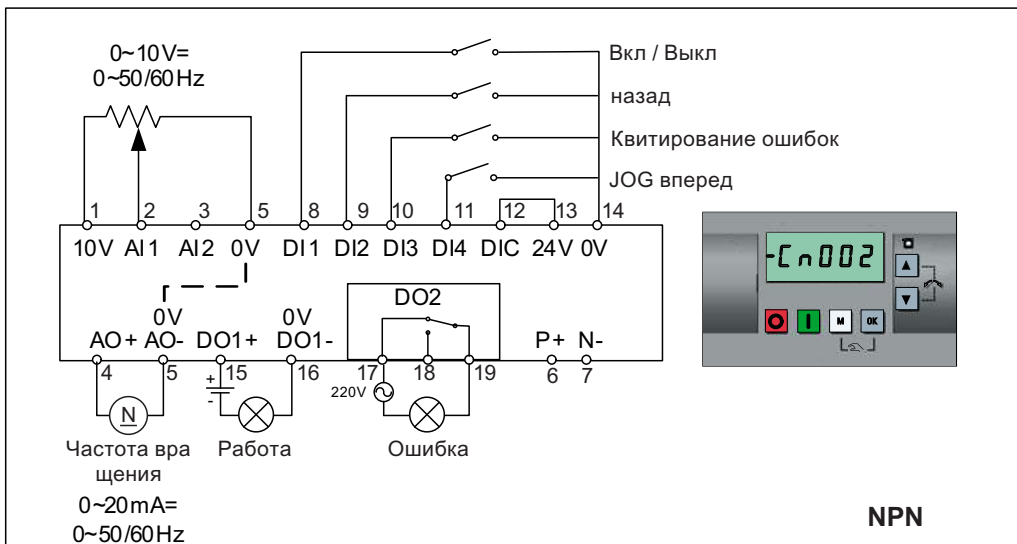 0~10V=
0~50/60Hz
Вкл / Выкл
назад
Квитирование ошибок
JOG вперед
1 2 3 5 8 9 10 11 12 13 14
10V AI1 AI2 0V DI1 DI2 DI3 DI4 DIC 24V 0V
-Cn002
M OK
DO2
0V 0V
AO+ AO- DO1+ DO1- P+ N-
4 5 15 16 17 18 19 6 7
+
-
220V
N
Частота вра
щения
Работа
Ошибка
0~20mA=
0~50/60Hz
NPN